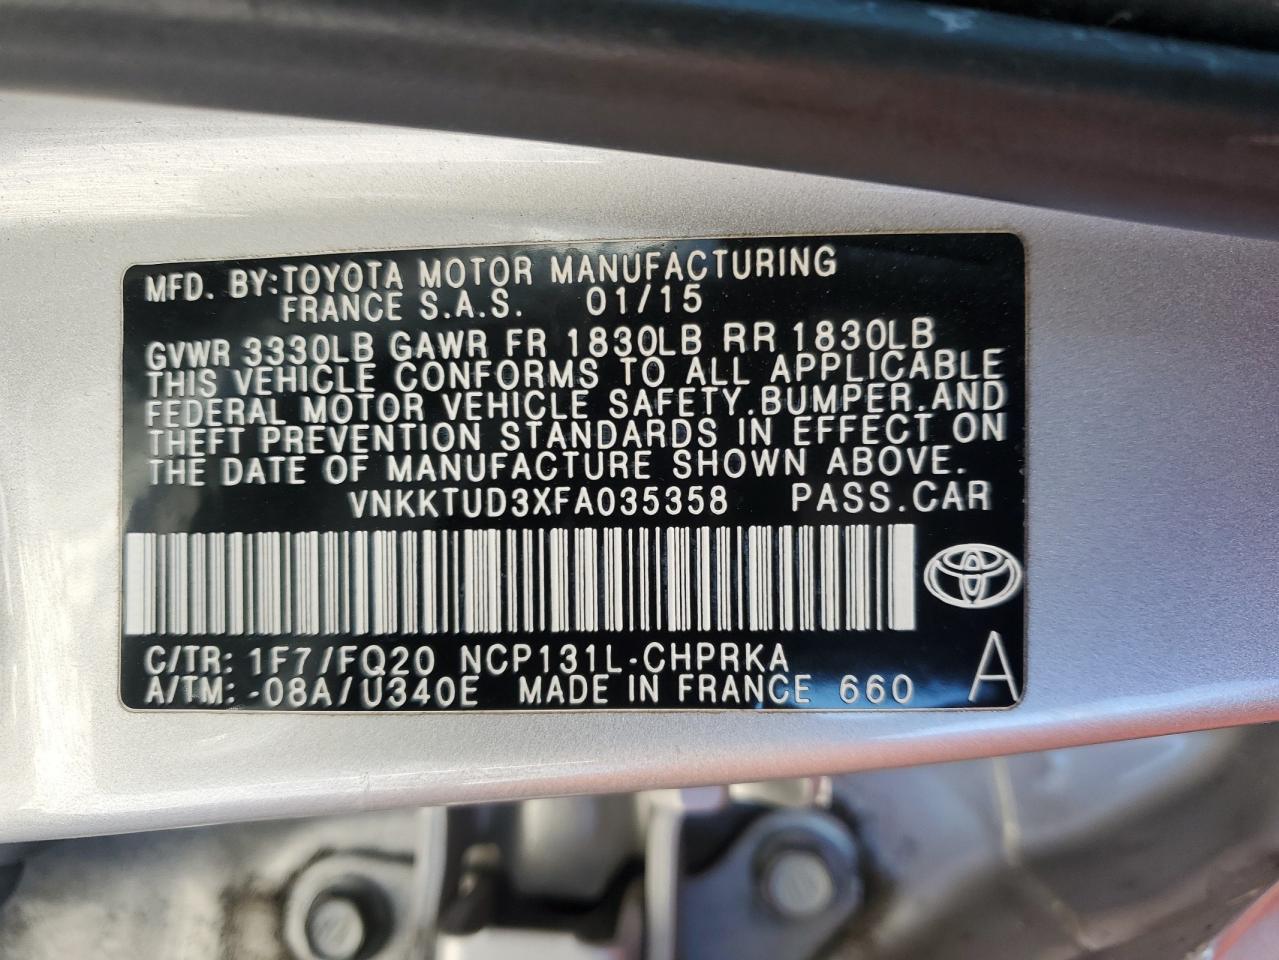 MFD. BY:TOYOTA MOTOR MANUFACTURING
FRANCE S.A.S. 01/15
GVWR 3330LB GAWR FR 1830LB RR 1830LB
THIS VEHICLE CONFORMS TO ALL APPLICABLE
FEDERAL MOTOR VEHICLE SAFETY.BUMPER.AND
THEFT PREVENTION STANDARDS IN EFFECT ON
THE DATE OF MANUFACTURE SHOWN ABOVE.
VNKKTUD3XFA035358 PASS.CAR
C/TR: 1F7/FQ20 NCP131L-CHPRKA
A/TM: -08A/U340E MADE IN FRANCE 660
A